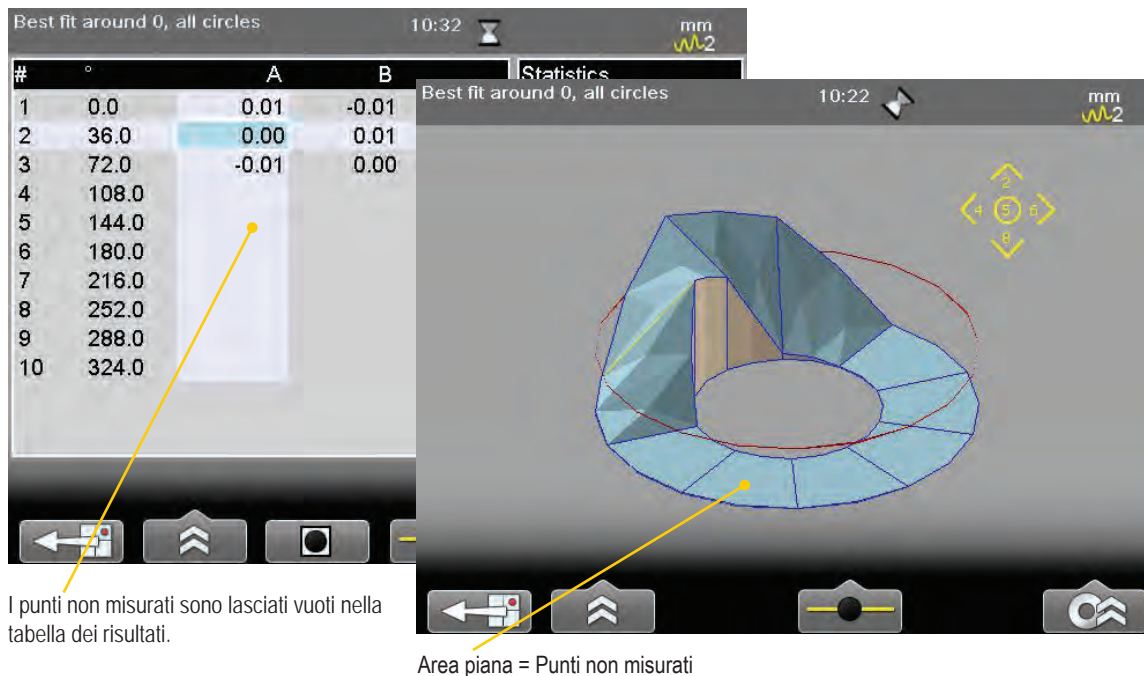 Best fit around 0, all circles 10:32 mm
2
# ° A B Statistics
1 0.0 0.01 -0.01
2 36.0 0.00 0.01
3 72.0 -0.01 0.00
4 108.0
5 144.0
6 180.0
7 216.0
8 252.0
9 288.0
10 324.0
I punti non misurati sono lasciati vuoti nella
tabella dei risultati.
Best fit around 0, all circles 10:22 mm
2
2
4 5 6
8
Area piana = Punti non misurati